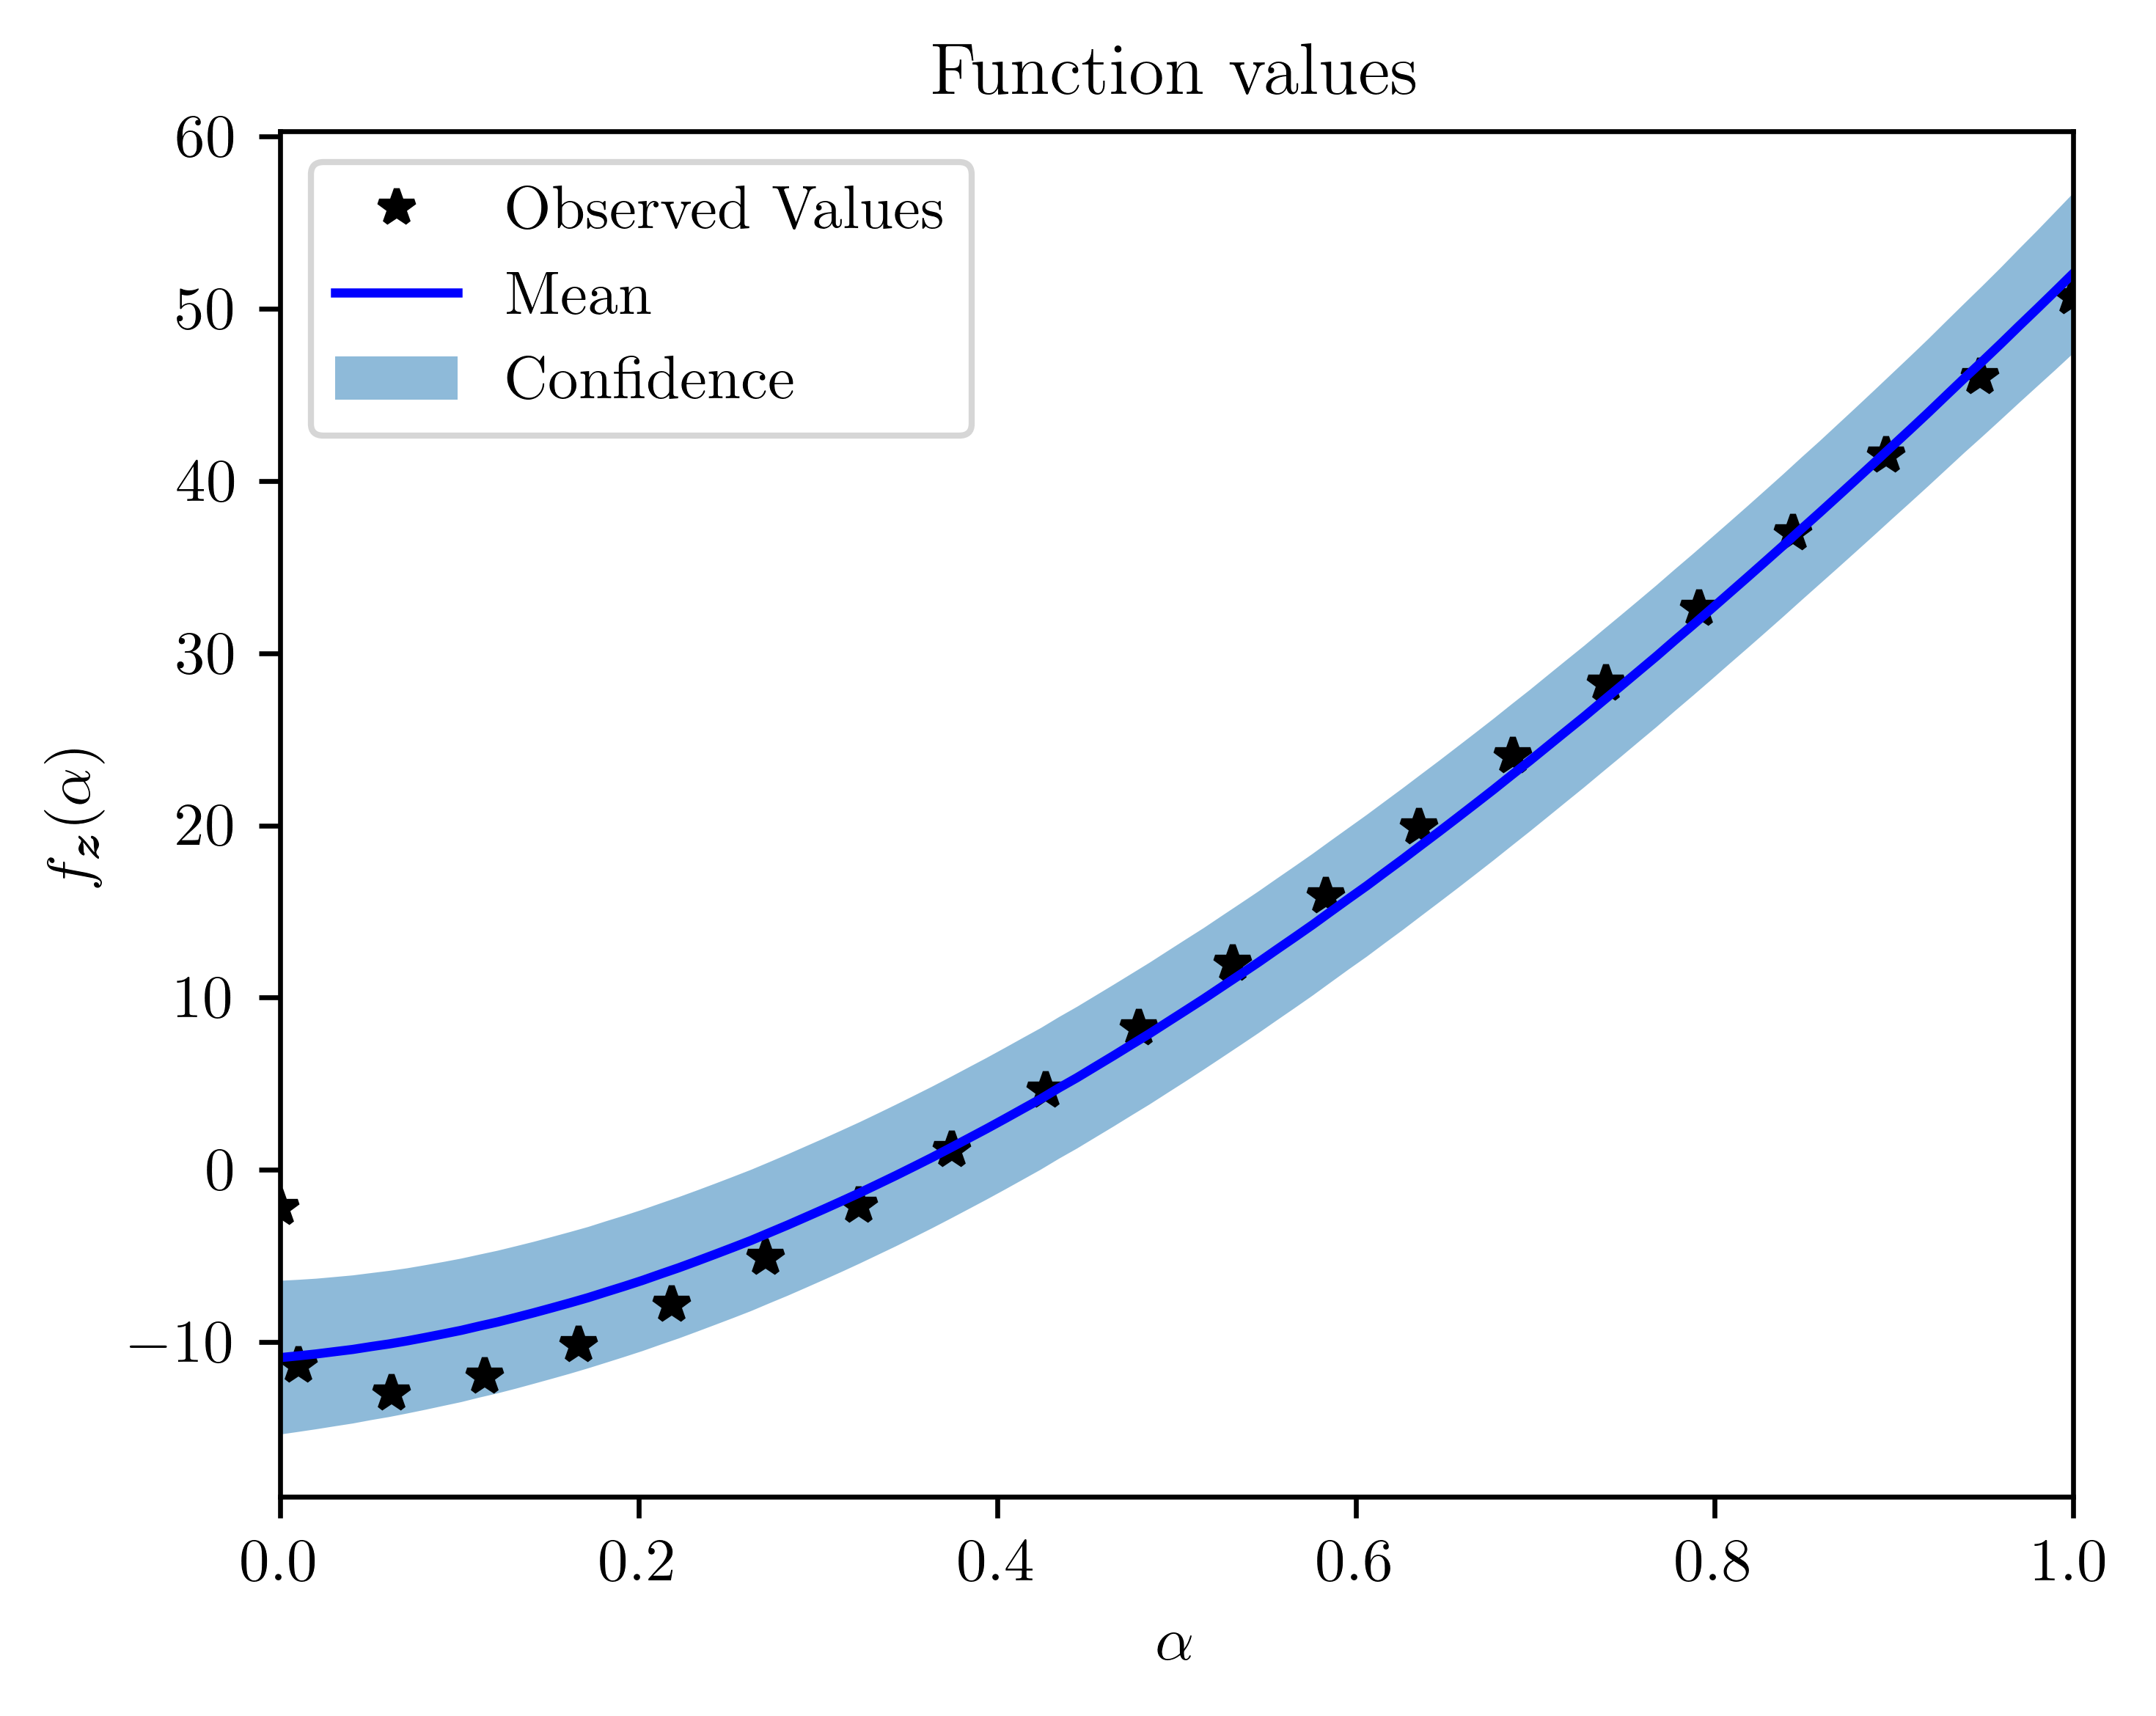 Function values
60
50
40
30
20
10
0
−10
f_z(α)
Observed Values
Mean
Confidence
0.0 0.2 0.4 0.6 0.8 1.0
α